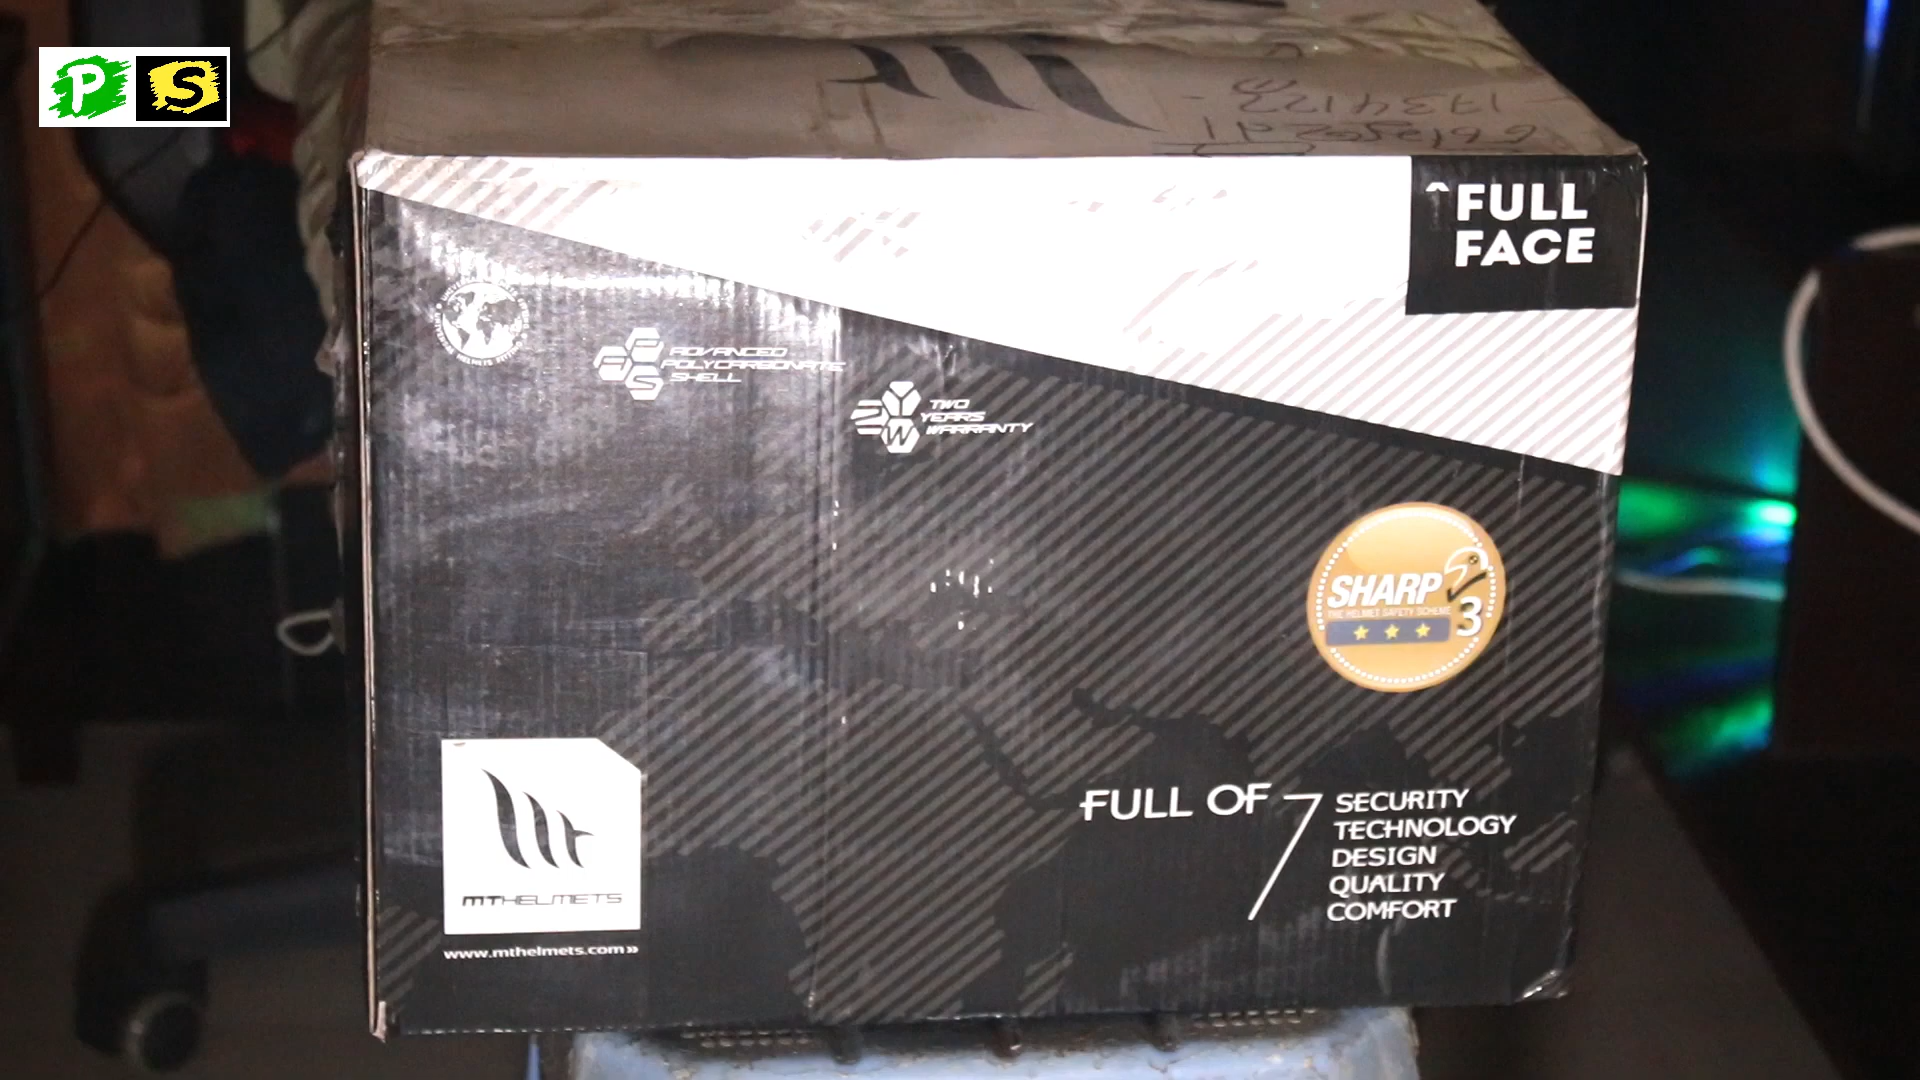 P S
FULL
FACE
ADVANCED
POLYCARBONATE
SHELL
2YW
TWO
YEARS
WARRANTY
SHARP
THE HELMET SAFETY SCHEME
3
FULL OF
SECURITY
TECHNOLOGY
DESIGN
QUALITY
COMFORT
MT HELMETS
www.mthelmets.com»